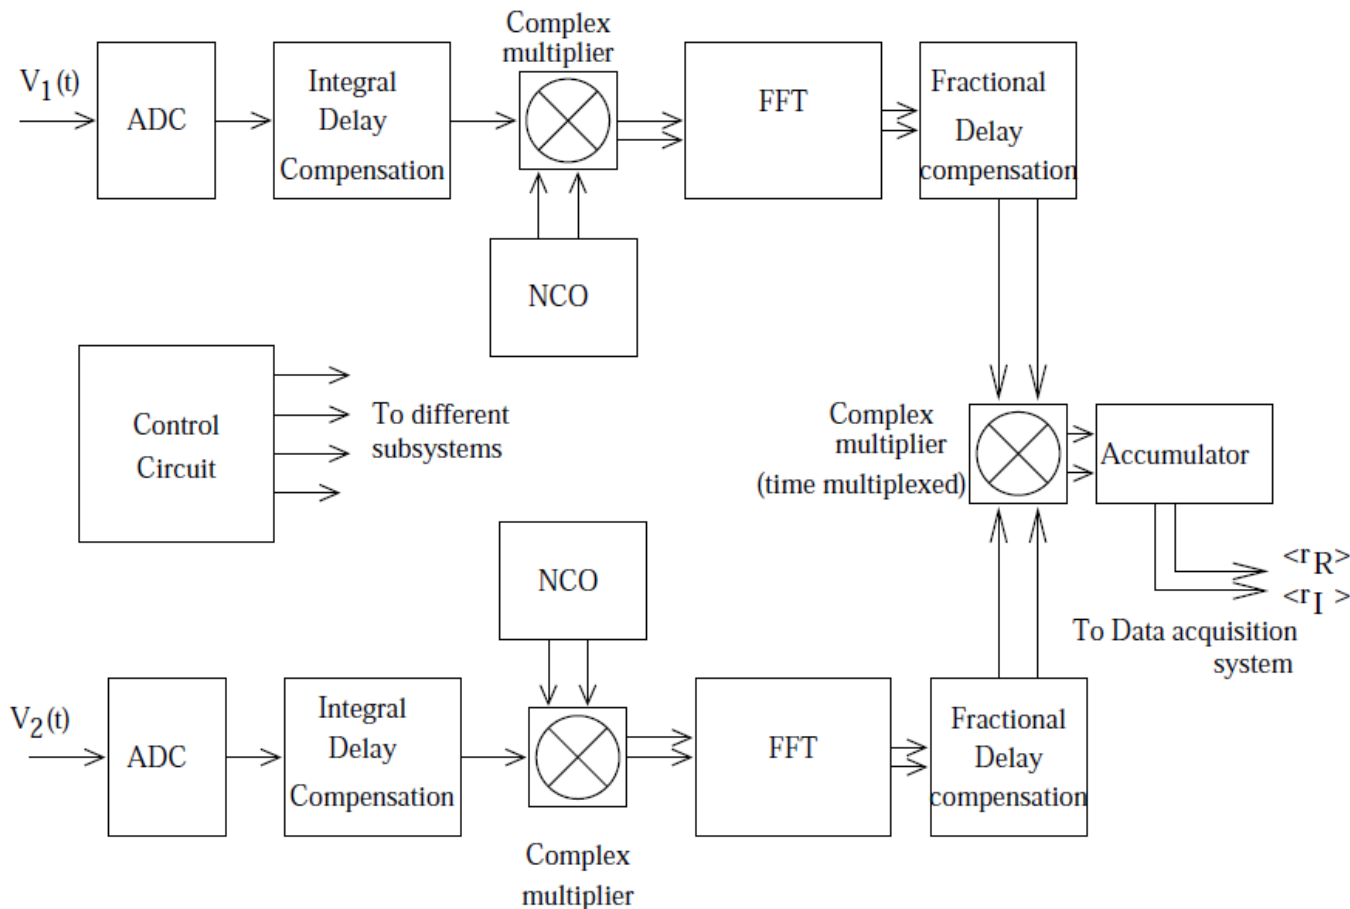 Complex
multiplier
V1(t)
ADC
Integral
Delay
Compensation
FFT
Fractional
Delay
compensation
NCO
Control
Circuit
To different
subsystems
Complex
multiplier
(time multiplexed)
Accumulator
<rR>
<rI >
To Data acquisition
system
NCO
V2(t)
ADC
Integral
Delay
Compensation
FFT
Fractional
Delay
compensation
Complex
multiplier